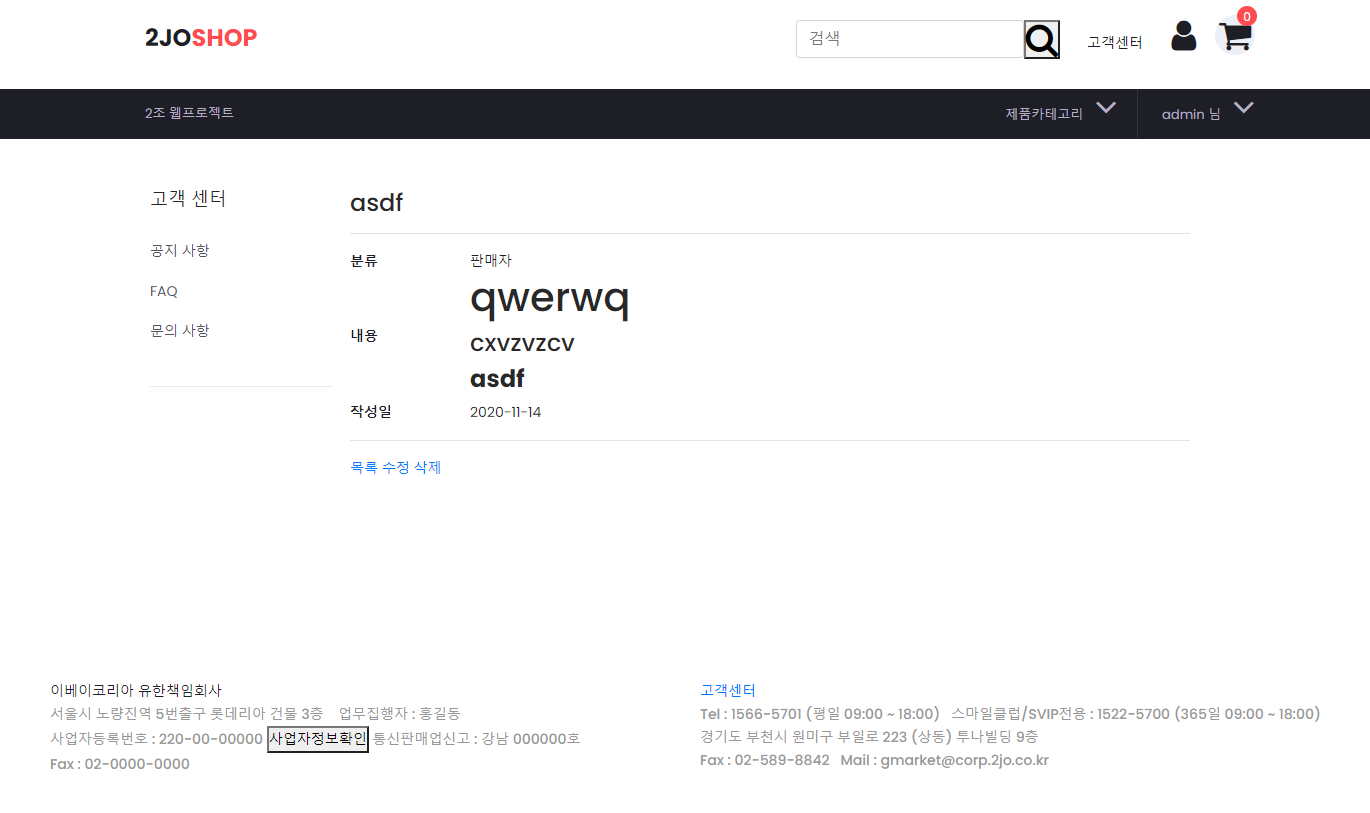 2JOSHOP
검색
고객센터
0
2조 웹프로젝트
제품카테고리
admin 님
고객 센터
공지 사항
FAQ
문의 사항
asdf
분류 판매자
내용
qwerwq
CXVZVZCV
asdf
작성일 2020-11-14
목록 수정 삭제
이베이코리아 유한책임회사
서울시 노량진역 5번출구 롯데리아 건물 3층 업무집행자 : 홍길동
사업자등록번호 : 220-00-00000 사업자정보확인 통신판매업신고 : 강남 000000호
Fax : 02-0000-0000
고객센터
Tel : 1566-5701 (평일 09:00 ~ 18:00) 스마일클럽/SVIP전용 : 1522-5700 (365일 09:00 ~ 18:00)
경기도 부천시 원미구 부일로 223 (상동) 투나빌딩 9층
Fax : 02-589-8842 Mail : gmarket@corp.2jo.co.kr